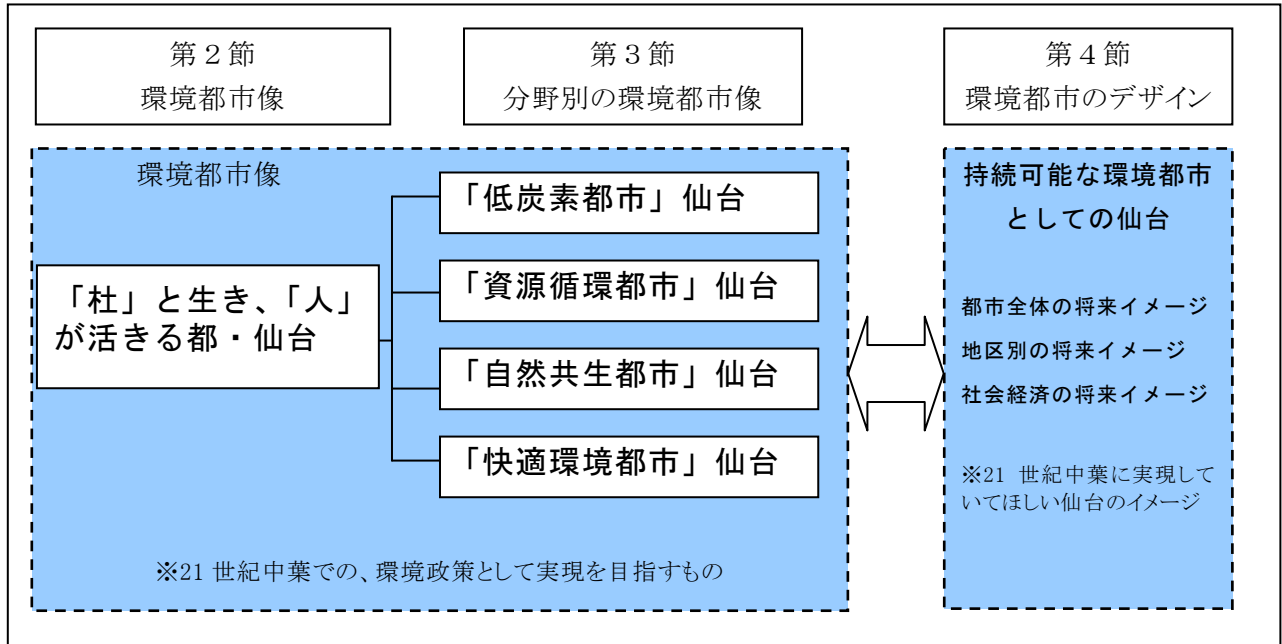 第２節
環境都市像
第３節
分野別の環境都市像
第４節
環境都市のデザイン
環境都市像
「杜」と生き、「人」
が活きる都・仙台
「低炭素都市」仙台
「資源循環都市」仙台
「自然共生都市」仙台
「快適環境都市」仙台
※21 世紀中葉での、環境政策として実現を目指すもの
持続可能な環境都市
としての仙台
都市全体の将来イメージ
地区別の将来イメージ
社会経済の将来イメージ
※21 世紀中葉に実現して
いてほしい仙台のイメージ